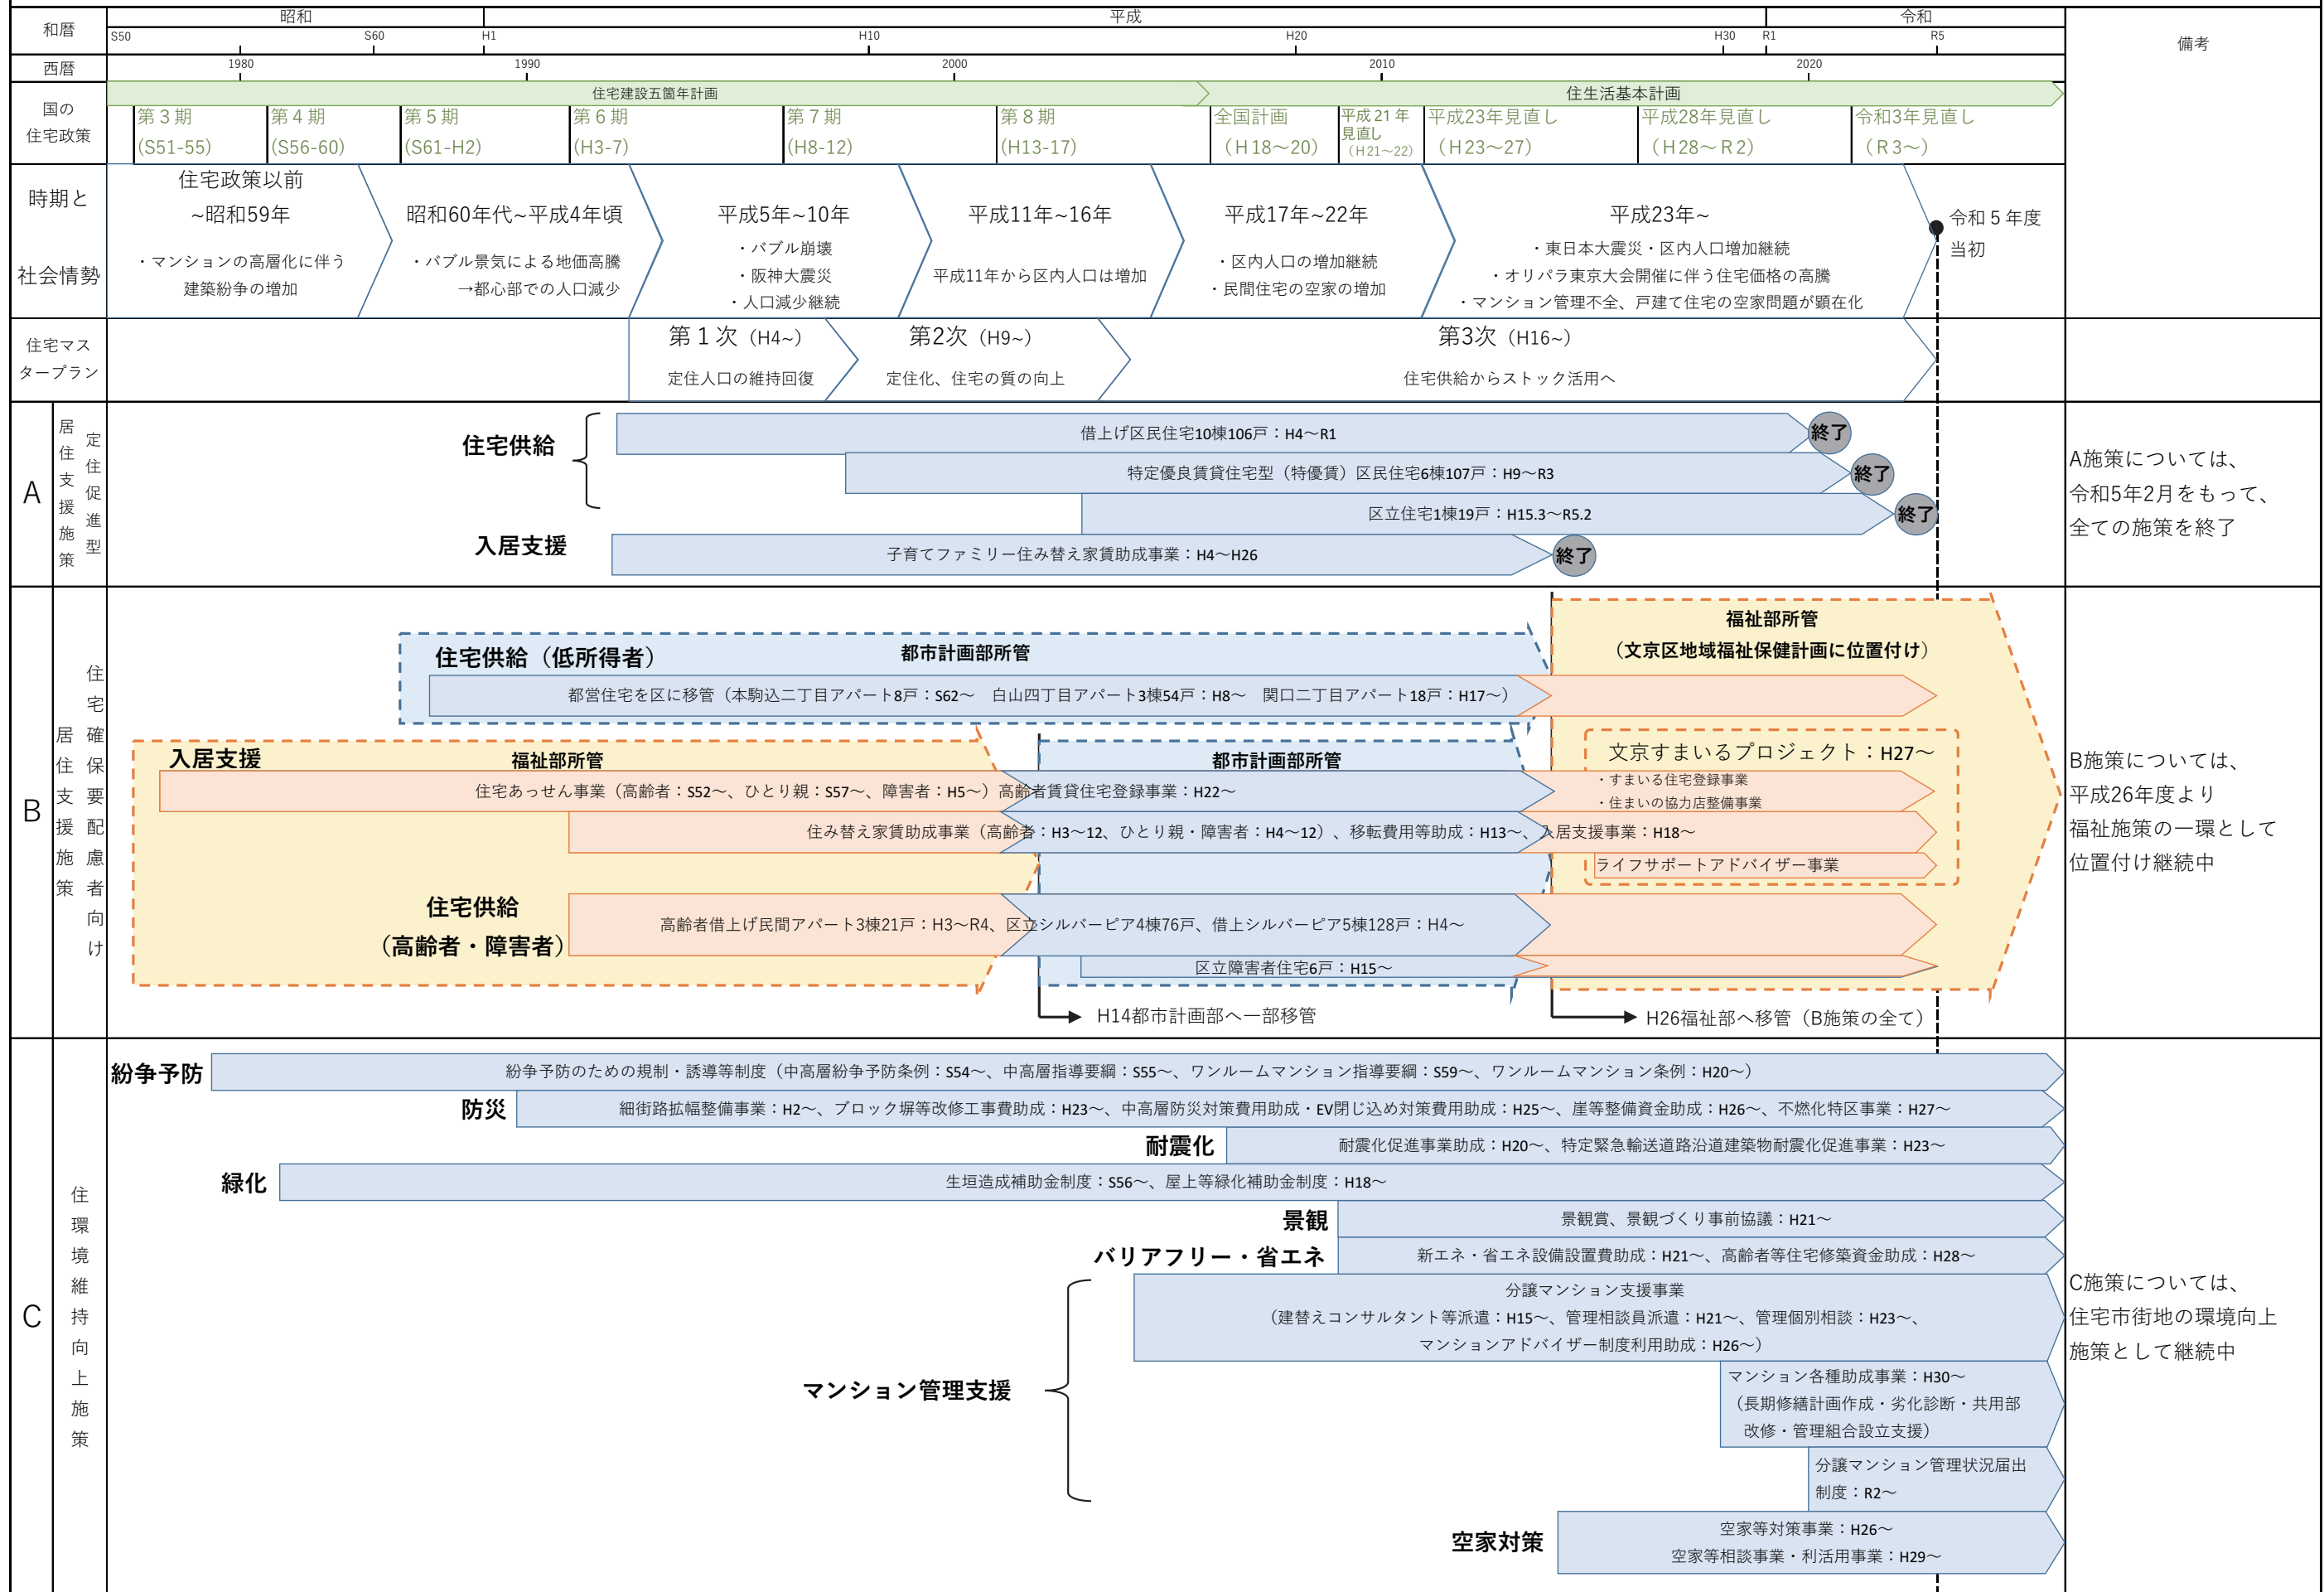 和暦
昭和
平成
令和
備考
S50
S60
H1
H10
H20
H30
R1
R5
西暦
1980
1990
2000
2010
2020
国の
住宅政策
住宅建設五箇年計画
住生活基本計画
第３期
(S51-55)
第４期
(S56-60)
第５期
(S61-H2)
第６期
(H3-7)
第７期
(H8-12)
第８期
(H13-17)
全国計画
（Ｈ18～20）
平成 21 年
見直し
（Ｈ21～22）
平成23年見直し
（Ｈ23～27）
平成28年見直し
（Ｈ28～Ｒ2）
令和3年見直し
（Ｒ3～）
時期と
社会情勢
住宅政策以前
~昭和59年
・マンションの高層化に伴う
建築紛争の増加
昭和60年代~平成4年頃
・バブル景気による地価高騰
→都心部での人口減少
平成5年~10年
・バブル崩壊
・阪神大震災
・人口減少継続
平成11年~16年
平成11年から区内人口は増加
平成17年~22年
・区内人口の増加継続
・民間住宅の空家の増加
平成23年~
・東日本大震災・区内人口増加継続
・オリパラ東京大会開催に伴う住宅価格の高騰
・マンション管理不全、戸建て住宅の空家問題が顕在化
令和５年度
当初
住宅マス
タープラン
第１次（H4~）
定住人口の維持回復
第2次（H9~）
定住化、住宅の質の向上
第3次（H16~）
住宅供給からストック活用へ
A
定住促進型
居住支援施策
住宅供給
借上げ区民住宅10棟106戸：H4～R1
終了
特定優良賃貸住宅型（特優賃）区民住宅6棟107戸：H9～R3
終了
区立住宅1棟19戸：H15.3～R5.2
終了
入居支援
子育てファミリー住み替え家賃助成事業：H4～H26
終了
A施策については、
令和5年2月をもって、
全ての施策を終了
B
住宅確保要配慮者向け
居住支援施策
住宅供給（低所得者）
都市計画部所管
都営住宅を区に移管（本駒込二丁目アパート8戸：S62～　白山四丁目アパート3棟54戸：H8～　関口二丁目アパート18戸：H17～）
福祉部所管
（文京区地域福祉保健計画に位置付け）
入居支援
福祉部所管
都市計画部所管
文京すまいるプロジェクト：H27～
住宅あっせん事業（高齢者：S52～、ひとり親：S57～、障害者：H5～）高齢者賃貸住宅登録事業：H22～
・すまいる住宅登録事業
・住まいの協力店整備事業
住み替え家賃助成事業（高齢者：H3～12、ひとり親・障害者：H4～12）、移転費用等助成：H13～、入居支援事業：H18～
ライフサポートアドバイザー事業
住宅供給
（高齢者・障害者）
高齢者借上げ民間アパート3棟21戸：H3～R4、区立シルバーピア4棟76戸、借上シルバーピア5棟128戸：H4～
区立障害者住宅6戸：H15～
H14都市計画部へ一部移管
H26福祉部へ移管（B施策の全て）
B施策については、
平成26年度より
福祉施策の一環として
位置付け継続中
C
住環境維持向上施策
紛争予防
紛争予防のための規制・誘導等制度（中高層紛争予防条例：S54～、中高層指導要綱：S55～、ワンルームマンション指導要綱：S59～、ワンルームマンション条例：H20～）
防災
細街路拡幅整備事業：H2～、ブロック塀等改修工事費助成：H23～、中高層防災対策費用助成・EV閉じ込め対策費用助成：H25～、崖等整備資金助成：H26～、不燃化特区事業：H27～
耐震化
耐震化促進事業助成：H20～、特定緊急輸送道路沿道建築物耐震化促進事業：H23～
緑化
生垣造成補助金制度：S56～、屋上等緑化補助金制度：H18～
景観
景観賞、景観づくり事前協議：H21～
バリアフリー・省エネ
新エネ・省エネ設備設置費助成：H21～、高齢者等住宅修築資金助成：H28～
マンション管理支援
分譲マンション支援事業
（建替えコンサルタント等派遣：H15～、管理相談員派遣：H21～、管理個別相談：H23～、
マンションアドバイザー制度利用助成：H26～）
マンション各種助成事業：H30～
（長期修繕計画作成・劣化診断・共用部
改修・管理組合設立支援）
分譲マンション管理状況届出
制度：R2～
空家対策
空家等対策事業：H26～
空家等相談事業・利活用事業：H29～
C施策については、
住宅市街地の環境向上
施策として継続中